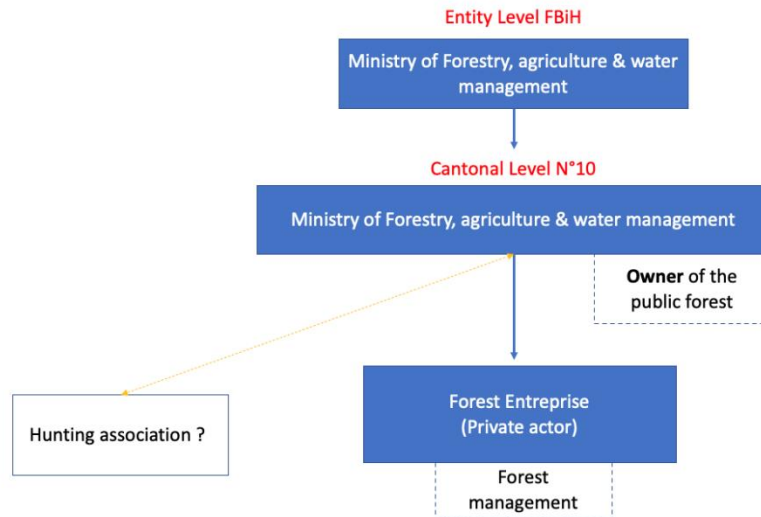 Entity Level FBiH
Ministry of Forestry, agriculture & water
management
Cantonal Level N°10
Ministry of Forestry, agriculture & water management
Owner of the
public forest
Hunting association ?
Forest Entreprise
(Private actor)
Forest
management